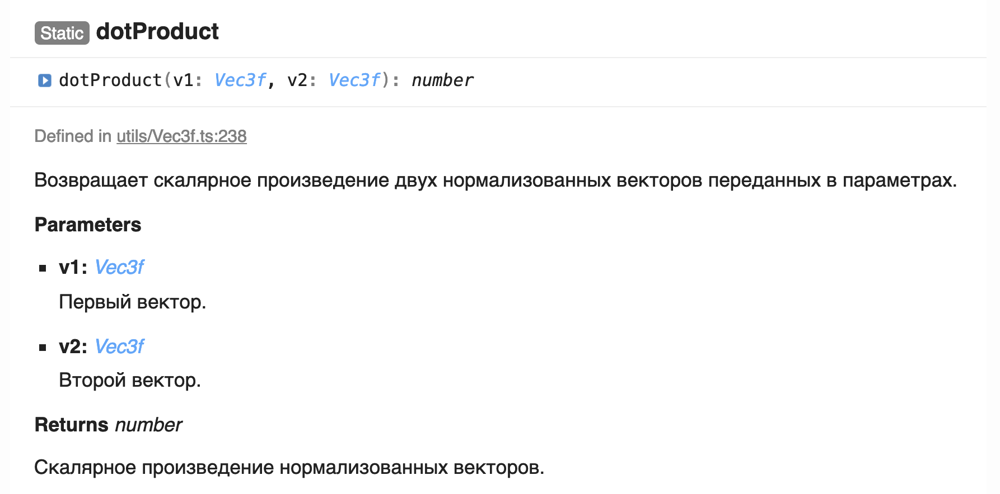 Static dotProduct
dotProduct(v1: Vec3f, v2: Vec3f): number
Defined in utils/Vec3f.ts:238
Возвращает скалярное произведение двух нормализованных векторов переданных в параметрах.
Parameters
v1: Vec3f
Первый вектор.
v2: Vec3f
Второй вектор.
Returns number
Скалярное произведение нормализованных векторов.